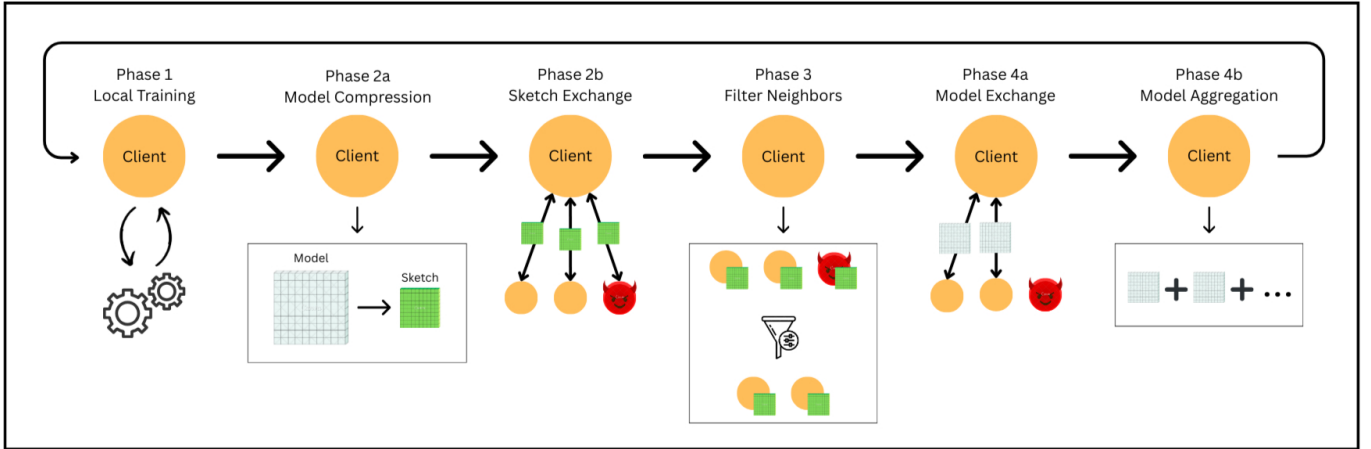 Phase 1
Local Training
Client
Phase 2a
Model Compression
Client
Model
Sketch
Phase 2b
Sketch Exchange
Client
Phase 3
Filter Neighbors
Client
Phase 4a
Model Exchange
Client
Phase 4b
Model Aggregation
Client
+ + ...